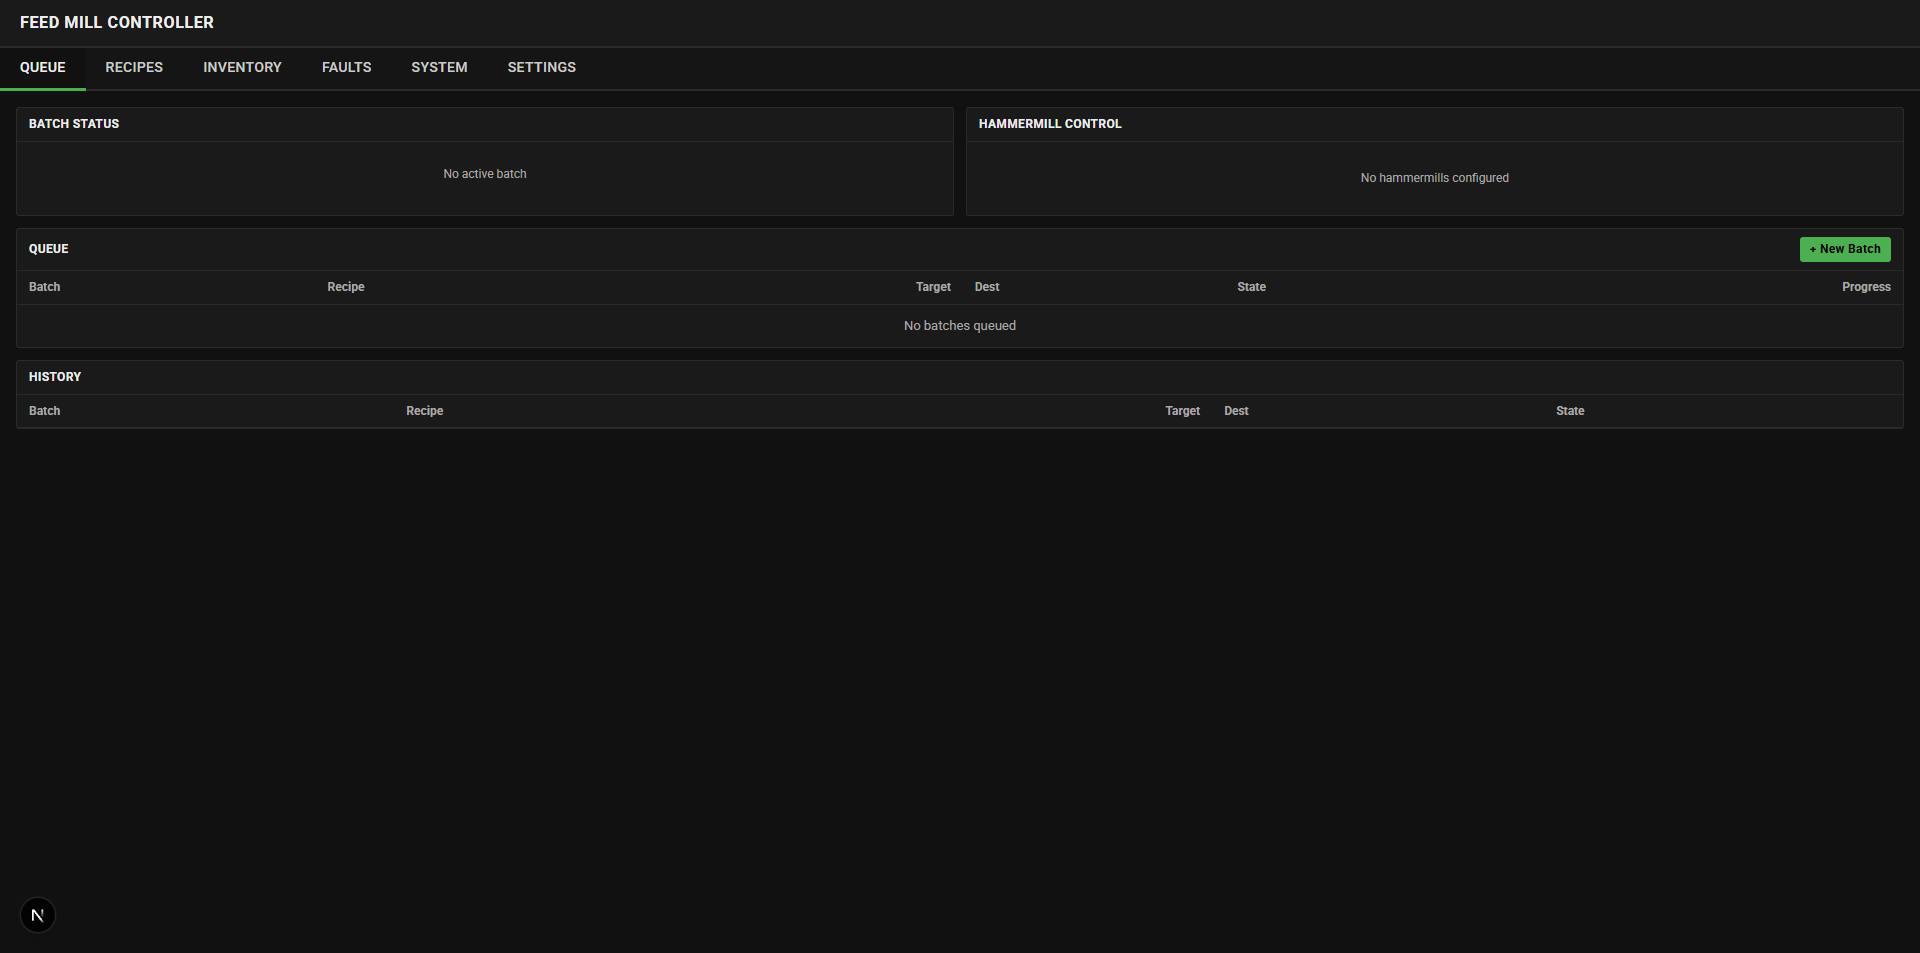 FEED MILL CONTROLLER
QUEUE RECIPES INVENTORY FAULTS SYSTEM SETTINGS
BATCH STATUS
No active batch
HAMMERMILL CONTROL
No hammermills configured
QUEUE
+ New Batch
Batch Recipe Target Dest State Progress
No batches queued
HISTORY
Batch Recipe Target Dest State
N